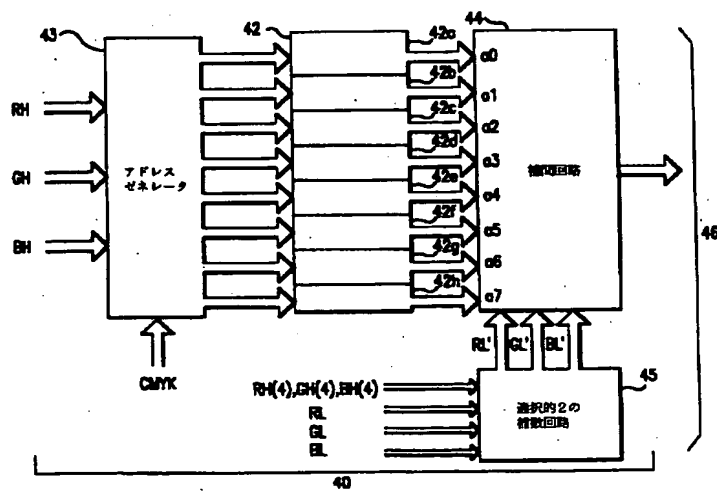 43
42
44
42a
42b
42c
42d
42e
42f
42g
42h
a0
a1
a2
a3
a4
a5
a6
a7
RH
GH
BH
アドレス
ゼネレータ
補間回路
46
CMYK
RL'
GL'
BL'
45
RH(4),GH(4),BH(4)
RL
GL
BL
選択的2の
補数回路
40